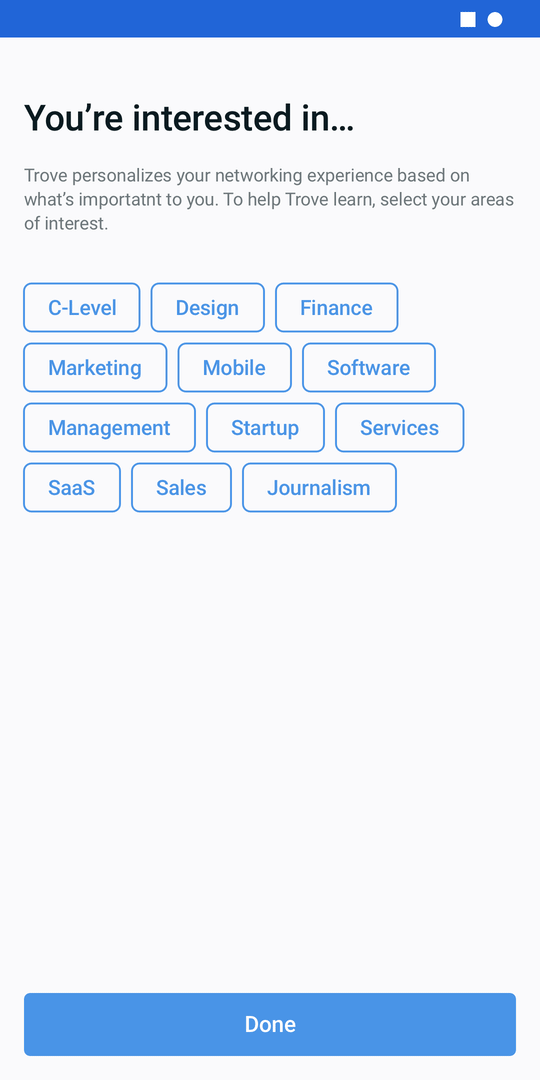 You’re interested in...
Trove personalizes your networking experience based on
what’s importatnt to you. To help Trove learn, select your areas
of interest.
C-Level Design Finance
Marketing Mobile Software
Management Startup Services
SaaS Sales Journalism
Done